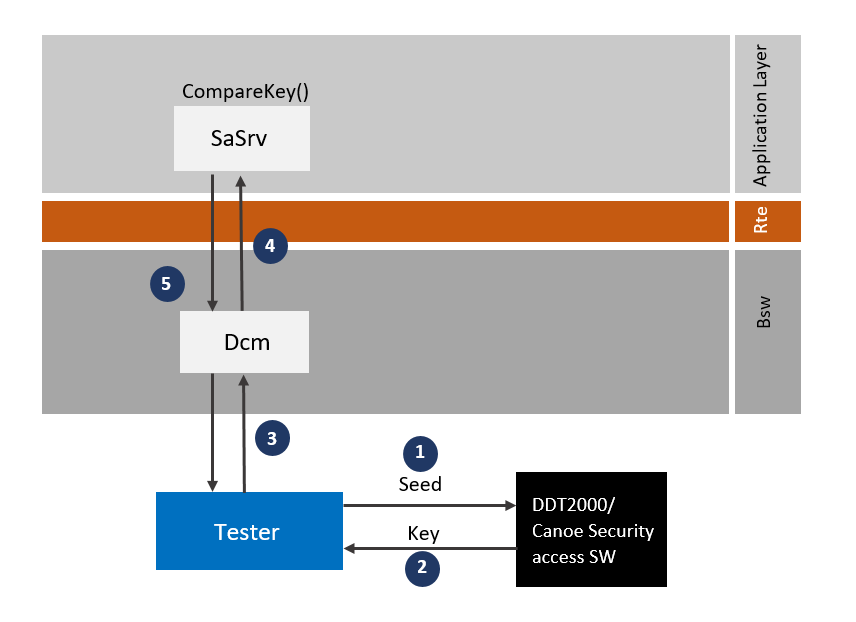 CompareKey()
SaSrv
Application Layer
Rte
4
5
Bsw
Dcm
3
1
Seed
Tester
DDT2000/
Canoe Security
access SW
Key
2